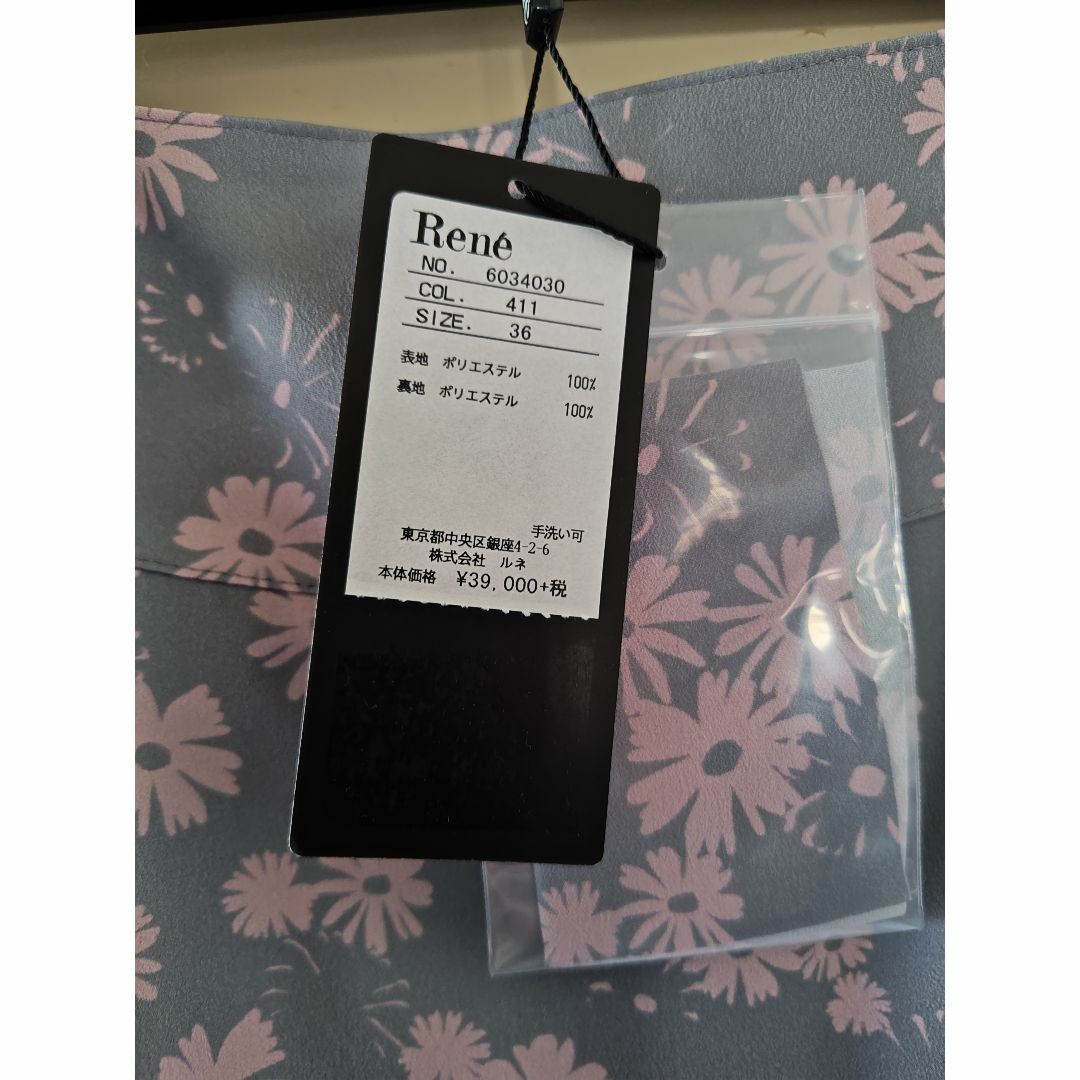 René
NO. 6034030
COL. 411
SIZE. 36
表地 ポリエステル 100%
裏地 ポリエステル 100%
手洗い可
東京都中央区銀座4-2-6
株式会社 ルネ
本体価格 ¥39,000+税